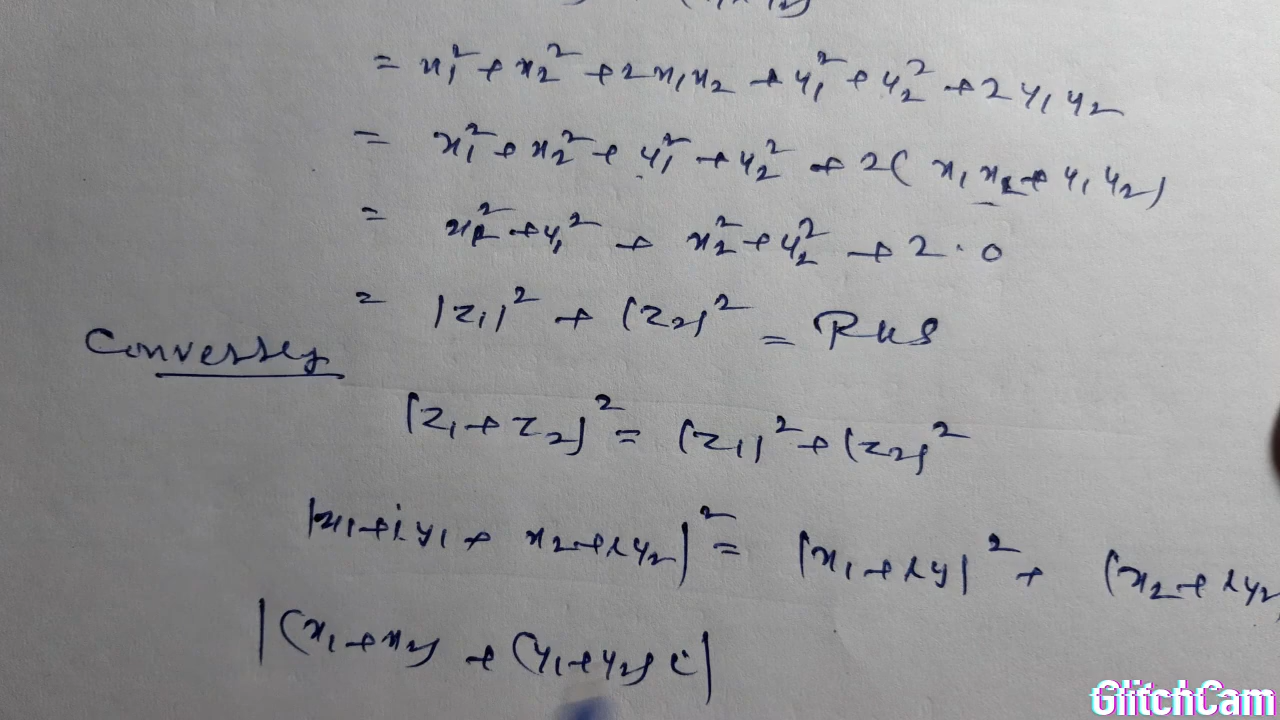 = x₁² + x₂² + 2x₁x₂ + y₁² + y₂² + 2y₁y₂
= x₁² + x₂² + y₁² + y₂² + 2(x₁x₂ + y₁y₂)
= x₁² + y₁² + x₂² + y₂² + 2·0
= |z₁|² + |z₂|² = RHS
Conversely
|z₁ + z₂|² = |z₁|² + |z₂|²
|x₁ + iy₁ + x₂ + iy₂|² = |x₁ + iy|² + |x₂ + iy₂
|(x₁ + x₂) + (y₁ + y₂) i|
GlitchCam